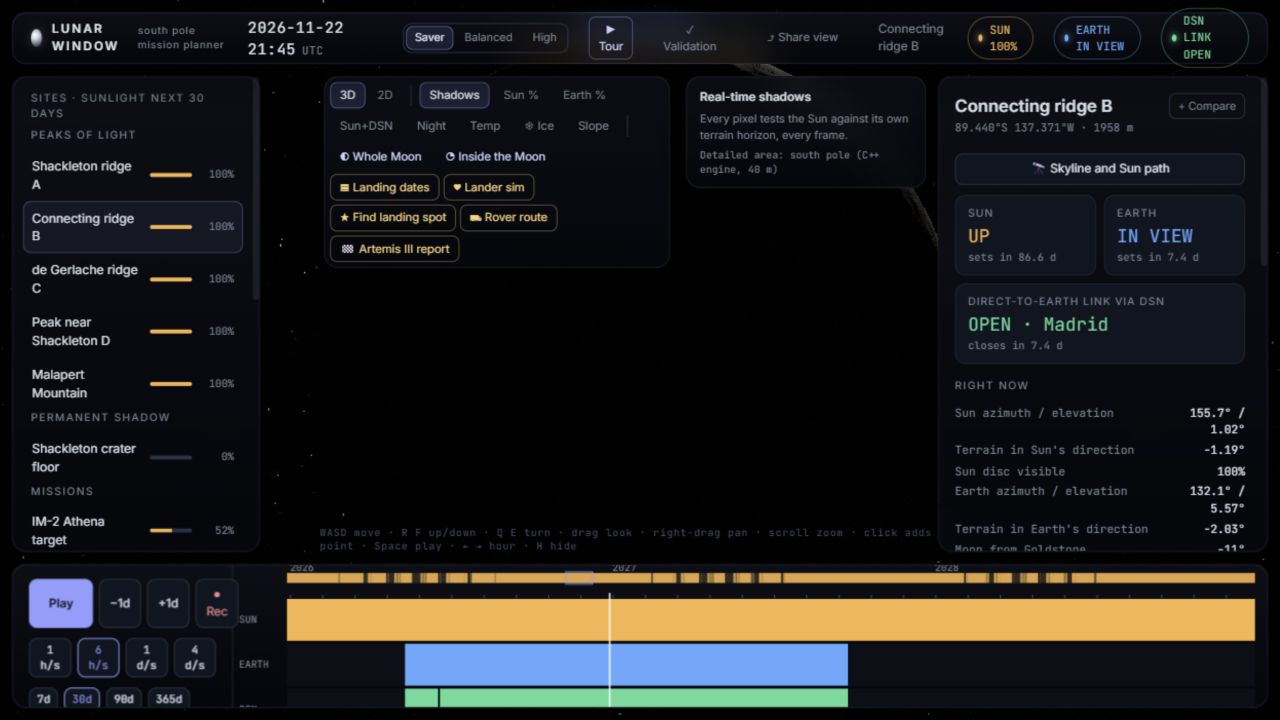 LUNAR
WINDOW
south pole
mission planner
2026-11-22
21:45 UTC
Saver Balanced High
▶
Tour
✓
Validation
Share view
Connecting
ridge B
SUN
100%
EARTH
IN VIEW
DSN
LINK
OPEN
SITES · SUNLIGHT NEXT 30
DAYS
PEAKS OF LIGHT
Shackleton ridge
A
100%
Connecting ridge
B
100%
de Gerlache ridge
C
100%
Peak near
Shackleton D
100%
Malapert
Mountain
100%
PERMANENT SHADOW
Shackleton crater
floor
0%
MISSIONS
IM-2 Athena
target
52%
3D 2D Shadows Sun % Earth %
Sun+DSN Night Temp ❄ Ice Slope
Whole Moon Inside the Moon
Landing dates ♥ Lander sim
★ Find landing spot Rover route
Artemis III report
Real-time shadows
Every pixel tests the Sun against its own
terrain horizon, every frame.
Detailed area: south pole (C++
engine, 40 m)
WASD move · R F up/down · Q E turn · drag look · right-drag pan · scroll zoom · click adds
point · Space play · ← → hour · H hide
Connecting ridge B
+ Compare
89.440°S 137.371°W · 1958 m
Skyline and Sun path
SUN
UP
sets in 86.6 d
EARTH
IN VIEW
sets in 7.4 d
DIRECT-TO-EARTH LINK VIA DSN
OPEN · Madrid
closes in 7.4 d
RIGHT NOW
Sun azimuth / elevation 155.7° /
1.02°
Terrain in Sun's direction -1.19°
Sun disc visible 100%
Earth azimuth / elevation 132.1° /
5.57°
Terrain in Earth's direction -2.03°
Moon from Goldstone -11°
Play −1d +1d Rec
1
h/s
6
h/s
1
d/s
4
d/s
7d 30d 90d 365d
2026 2027 2028
SUN
EARTH
DSN